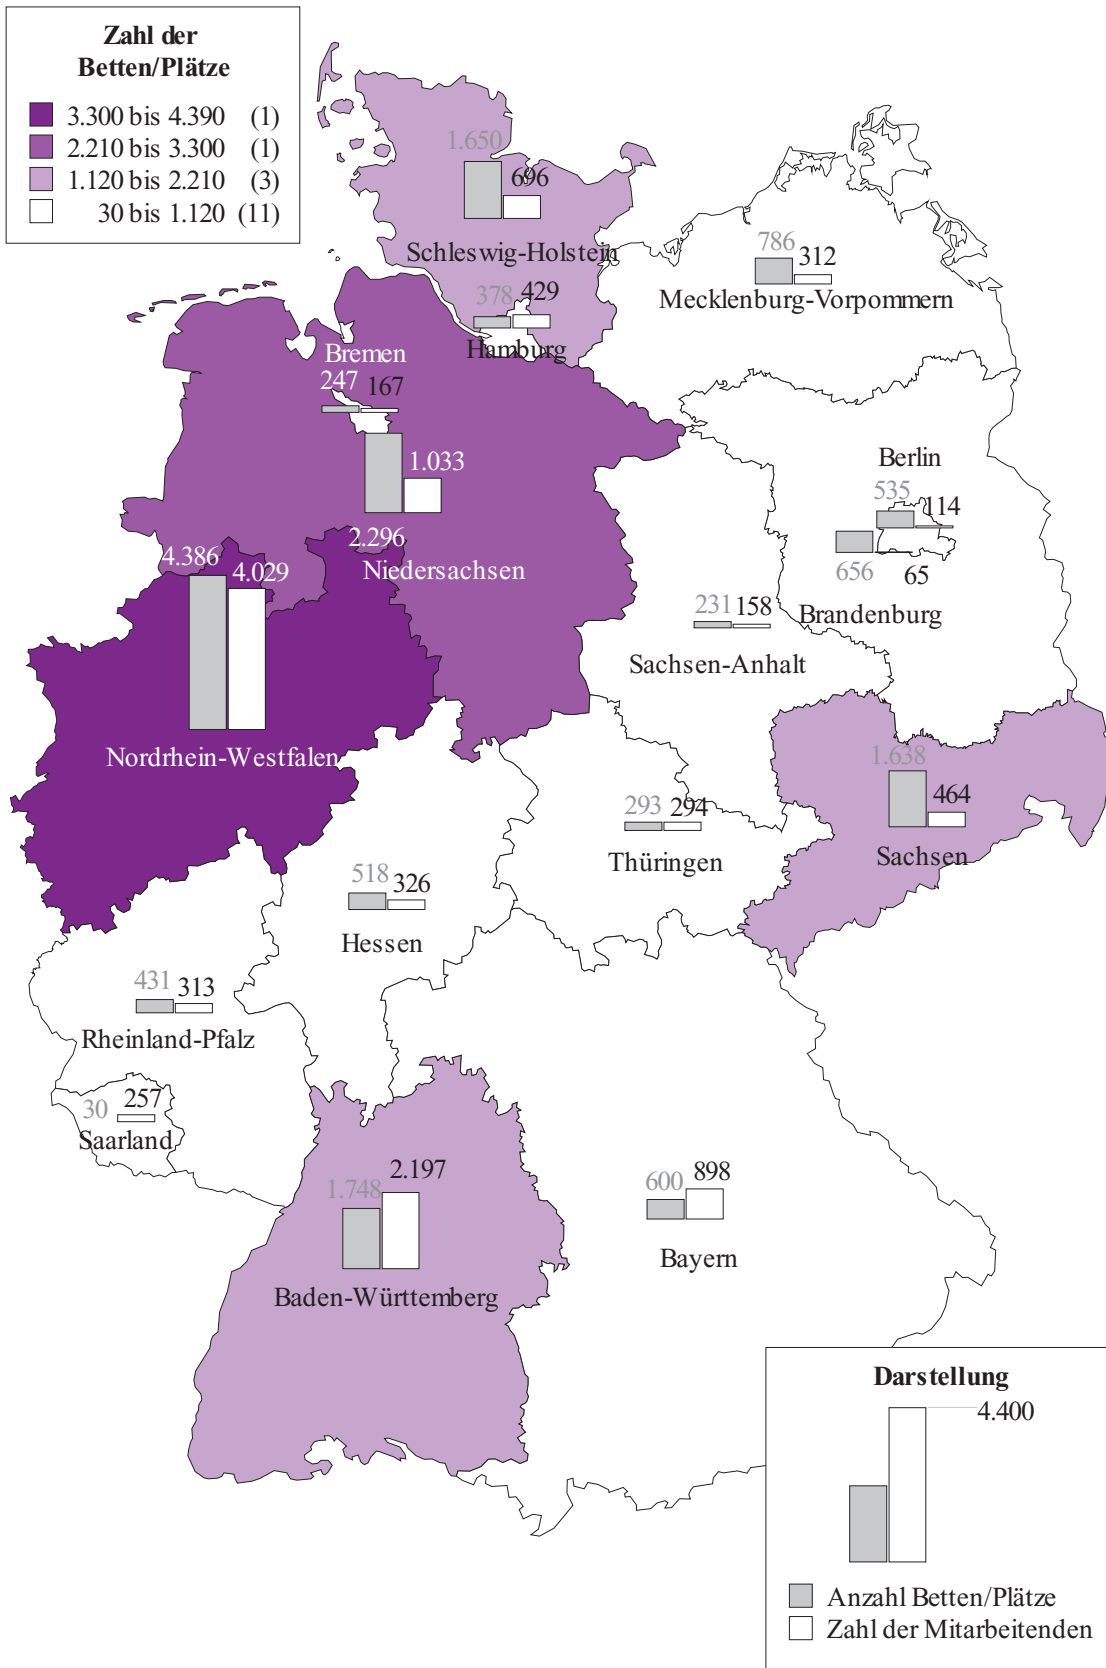 Zahl der
Betten/Plätze
3.300 bis 4.390 (1)
2.210 bis 3.300 (1)
1.120 bis 2.210 (3)
30 bis 1.120 (11)
1.650
696
Schleswig-Holstein
786
312
Mecklenburg-Vorpommern
378
429
Hamburg
Bremen
247
167
1.033
2.296
Niedersachsen
Berlin
535
114
656
65
Brandenburg
4.386
4.029
Nordrhein-Westfalen
231
158
Sachsen-Anhalt
1.638
464
Sachsen
293
294
Thüringen
518
326
Hessen
431
313
Rheinland-Pfalz
30
257
Saarland
1.748
2.197
Baden-Württemberg
600
898
Bayern
Darstellung
4.400
Anzahl Betten/Plätze
Zahl der Mitarbeitenden